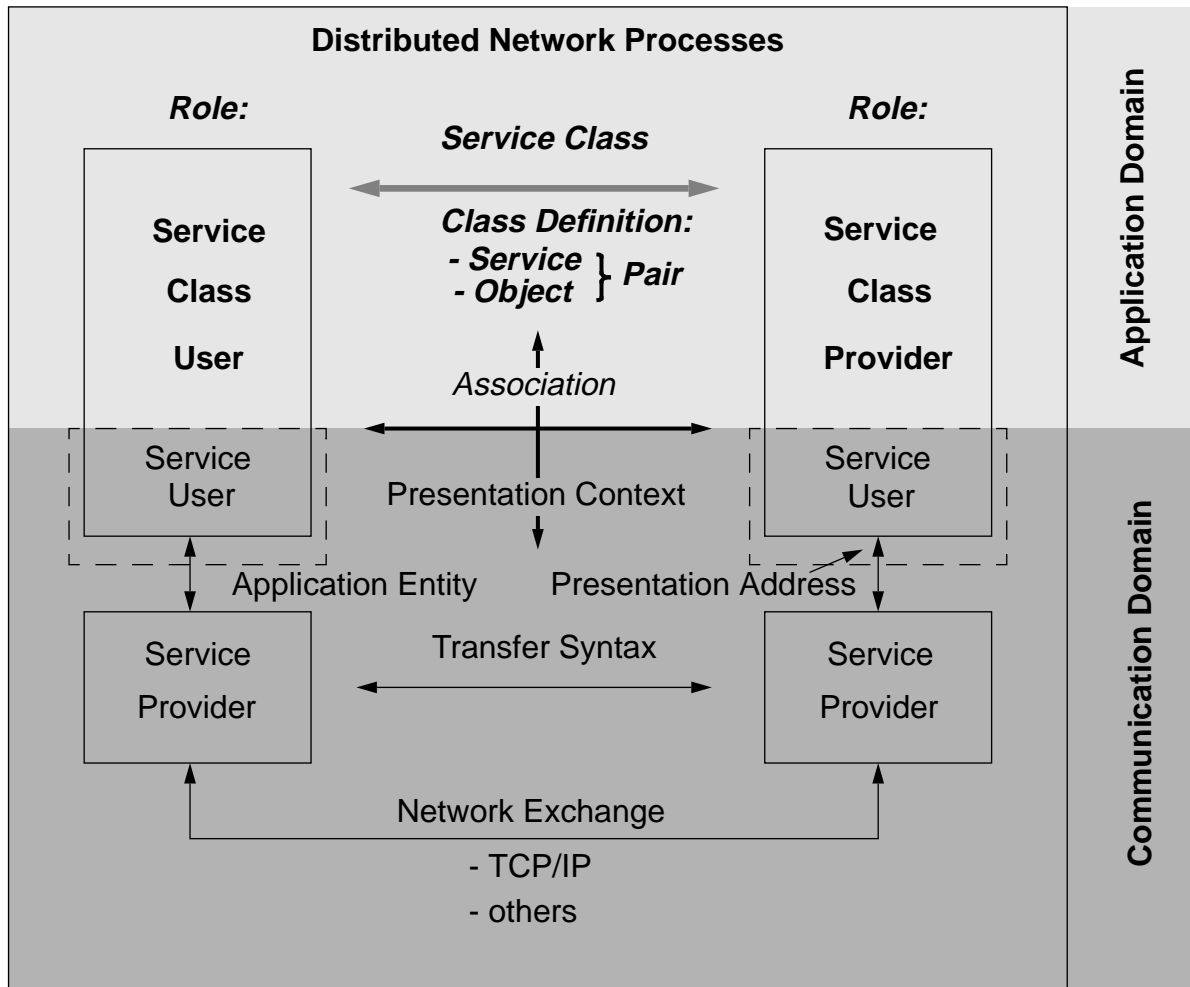 Distributed Network Processes
Role:
Role:
Service Class
Service
Class
User
Class Definition:
- Service
- Object
} Pair
Service
Class
Provider
Association
Service
User
Presentation Context
Service
User
Application Entity
Presentation Address
Service
Provider
Transfer Syntax
Service
Provider
Network Exchange
- TCP/IP
- others
Application Domain
Communication Domain